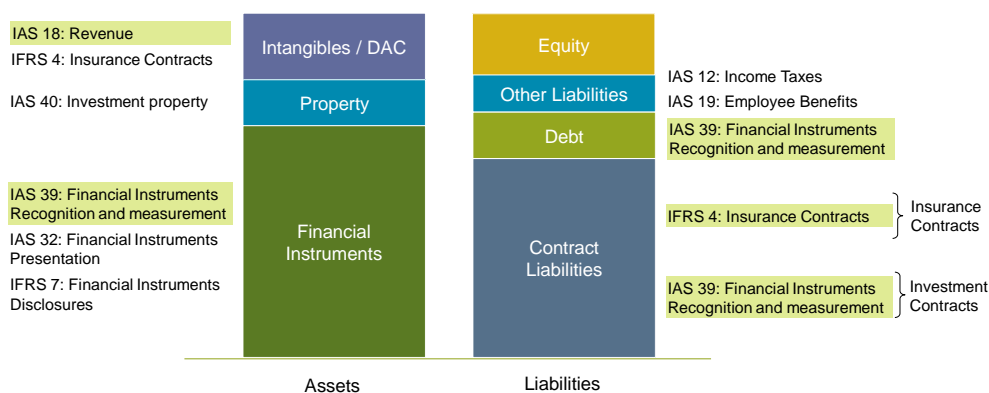 IAS 18: Revenue
IFRS 4: Insurance Contracts
IAS 40: Investment property
IAS 39: Financial Instruments
Recognition and measurement
IAS 32: Financial Instruments
Presentation
IFRS 7: Financial Instruments
Disclosures
Intangibles / DAC
Property
Financial
Instruments
Assets
Equity
Other Liabilities
Debt
Contract
Liabilities
Liabilities
IAS 12: Income Taxes
IAS 19: Employee Benefits
IAS 39: Financial Instruments
Recognition and measurement
IFRS 4: Insurance Contracts
Insurance
Contracts
IAS 39: Financial Instruments
Recognition and measurement
Investment
Contracts